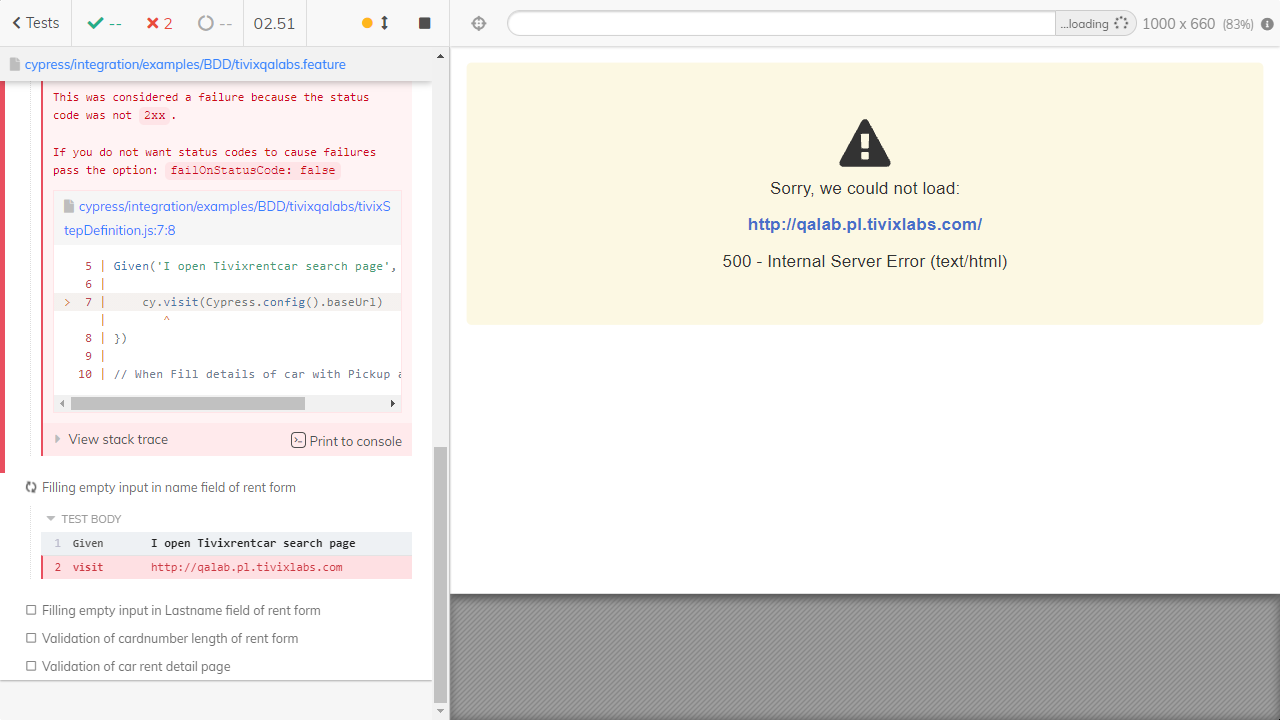 Tests
--
2
--
02.51
...loading
1000 x 660 (83%)
cypress/integration/examples/BDD/tivixqalabs.feature
This was considered a failure because the status
code was not 2xx.
If you do not want status codes to cause failures
pass the option: failOnStatusCode: false
cypress/integration/examples/BDD/tivixqalabs/tivixS
tepDefinition.js:7:8
5 | Given('I open Tivixrentcar search page',
6 |
> 7 | cy.visit(Cypress.config().baseUrl)
| ^
8 | })
9 |
10 | // When Fill details of car with Pickup a
View stack trace
Print to console
Filling empty input in name field of rent form
TEST BODY
1 Given I open Tivixrentcar search page
2 visit http://qalab.pl.tivixlabs.com
Filling empty input in Lastname field of rent form
Validation of cardnumber length of rent form
Validation of car rent detail page
Sorry, we could not load:
http://qalab.pl.tivixlabs.com/
500 - Internal Server Error (text/html)